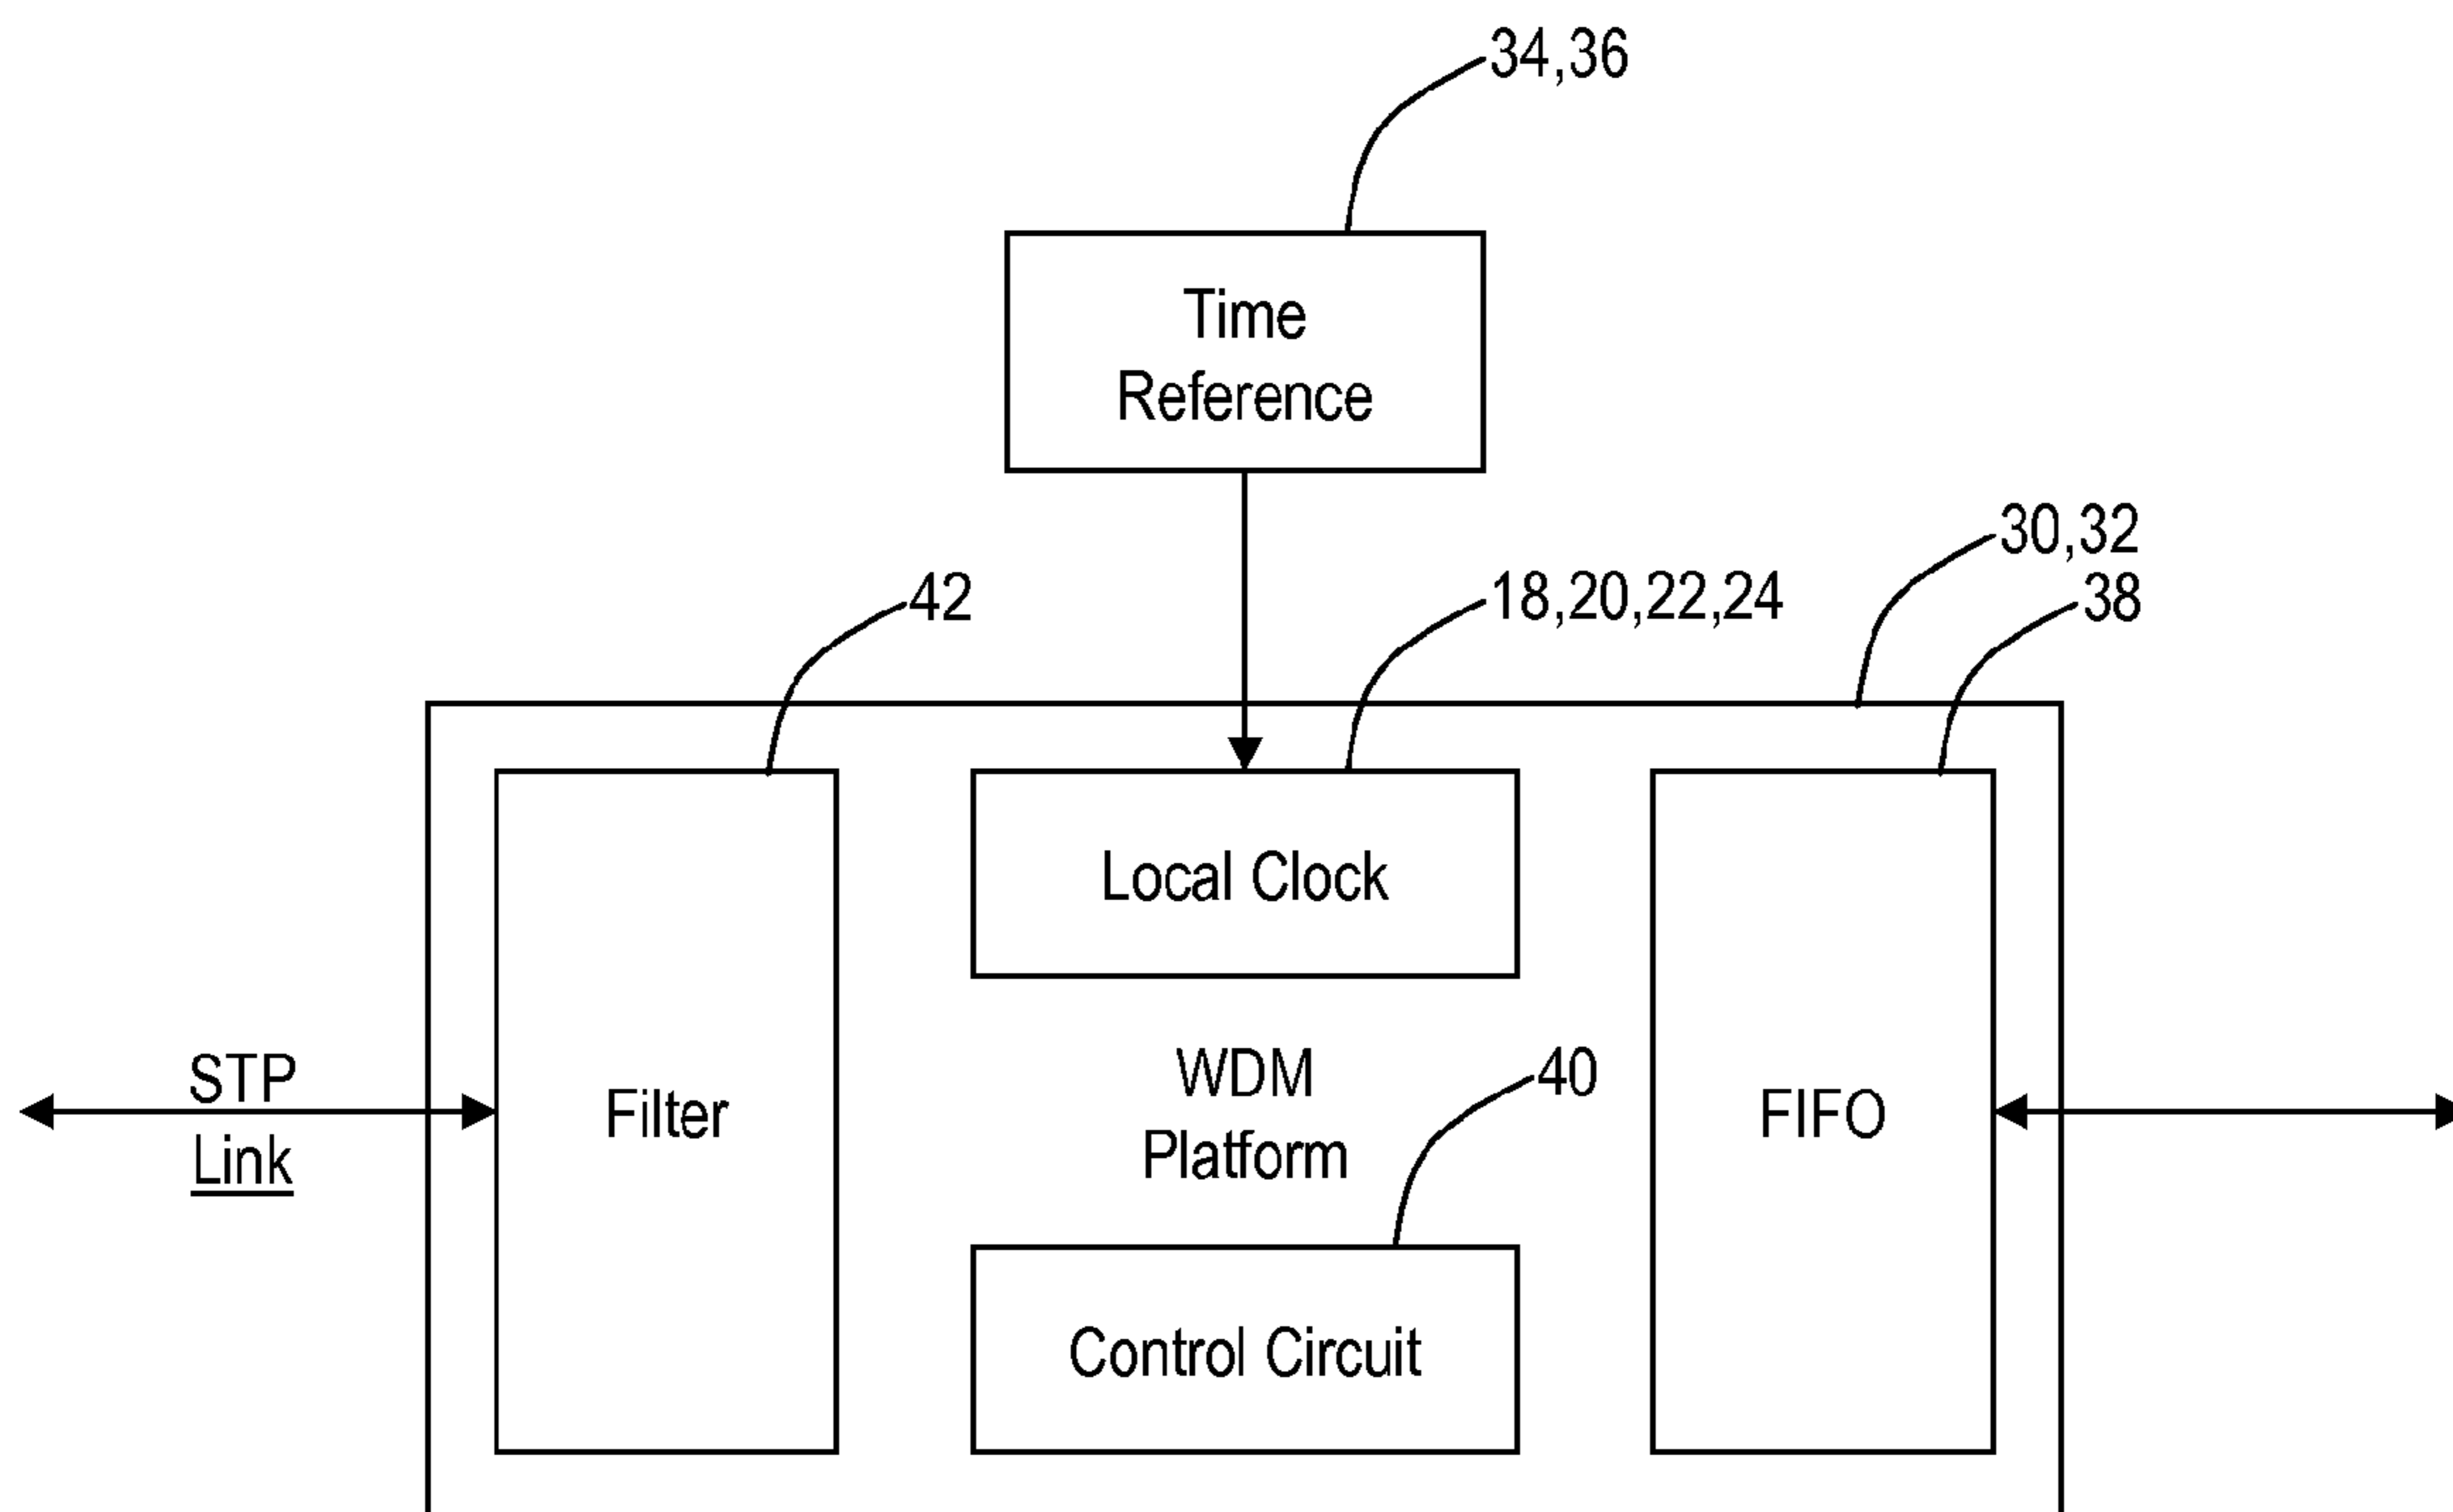 34,36
Time
Reference
30,32
42
18,20,22,24
38
Local Clock
STP
Link
Filter
WDM
Platform
40
FIFO
Control Circuit